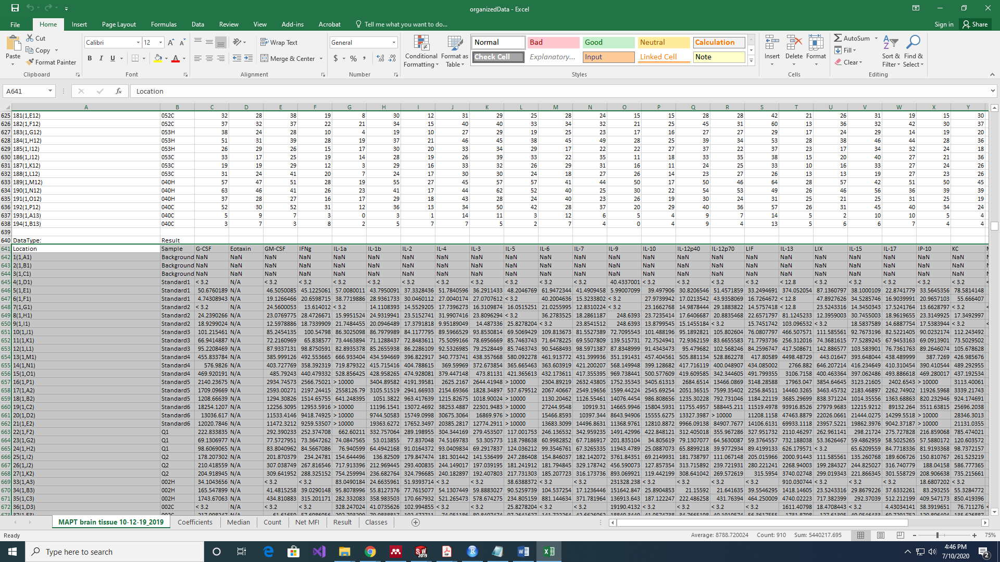 organizedData - Excel
File Home Insert Page Layout Formulas Data Review View Add-ins Acrobat Tell me what you want to do... Sign in Share
Paste Cut Copy Format Painter Clipboard
Calibri 12 B I U Font
Wrap Text Merge & Center Alignment
General $ % Number
Conditional Formatting Format as Table
Normal Bad Good Neutral Calculation
Check Cell Explanatory... Input Linked Cell Note
Styles
Insert Delete Format Cells
AutoSum Fill Clear Sort & Filter Find & Select Editing
A641 fx Location
A B C D E F G H I J K L M N O P Q R S T U V W X Y
625 181(1,E12) 052C 32 28 38 19 8 30 12 31 29 25 28 24 15 15 28 28 42 21 26 31 19 15 30
626 182(1,F12) 052C 37 32 37 22 21 34 15 40 40 33 34 32 21 25 45 31 60 13 36 32 42 30 37
627 183(1,G12) 053H 38 24 28 10 4 19 10 27 29 19 25 23 17 16 27 27 29 17 24 29 14 19 20
628 184(1,H12) 053H 51 31 39 28 19 37 21 46 45 38 45 49 28 25 39 34 53 28 38 46 44 28 36
629 185(1,I12) 053H 26 29 26 15 17 30 20 33 34 29 17 22 22 27 37 22 37 23 17 34 32 24 18
630 186(1,J12) 053C 33 17 25 19 14 28 19 26 39 33 22 35 11 18 33 35 38 15 20 40 27 21 36
631 187(1,K12) 053C 19 19 29 12 3 29 16 33 32 26 29 31 16 11 24 25 33 10 16 33 27 24 26
632 188(1,L12) 053C 31 24 41 20 7 24 17 30 30 24 18 27 26 14 23 27 26 13 13 19 27 23 26
633 189(1,M12) 040H 57 47 51 28 19 55 27 45 57 57 41 44 50 17 50 46 64 28 57 42 51 50 45
634 190(1,N12) 040H 63 46 41 26 23 41 17 44 62 52 40 25 30 22 54 53 49 26 46 56 36 39 39
635 191(1,O12) 040H 37 28 27 16 17 29 18 43 28 24 40 23 26 19 30 24 31 25 21 25 31 25 19
636 192(1,P12) 040C 52 30 52 31 12 36 13 34 50 42 28 37 20 29 40 36 57 26 31 45 40 34 24
637 193(1,A13) 040C 5 9 7 3 0 3 1 14 11 3 12 6 5 4 9 7 14 5 2 10 10 5 4
638 194(1,B13) 040C 3 7 3 8 2 5 7 7 5 2 7 4 0 4 9 4 13 5 6 6 7 4 4
639
640 DataType: Result
641 Location Sample G-CSF Eotaxin GM-CSF IFNg IL-1a IL-1b IL-2 IL-4 IL-3 IL-5 IL-6 IL-7 IL-9 IL-10 IL-12p40 IL-12p70 LIF IL-13 LIX IL-15 IL-17 IP-10 KC
642 1(1,A1) Background NaN NaN NaN NaN NaN NaN NaN NaN NaN NaN NaN NaN NaN NaN NaN NaN NaN NaN NaN NaN NaN NaN NaN
643 2(1,B1) Background NaN NaN NaN NaN NaN NaN NaN NaN NaN NaN NaN NaN NaN NaN NaN NaN NaN NaN NaN NaN NaN NaN NaN
644 3(1,C1) Background NaN NaN NaN NaN NaN NaN NaN NaN NaN NaN NaN NaN NaN NaN NaN NaN NaN NaN NaN NaN NaN NaN NaN
645 4(1,D1) Standard1 < 3.2 N/A < 3.2 < 3.2 < 3.2 < 3.2 < 3.2 < 3.2 < 3.2 < 3.2 < 3.2 < 3.2 40.4337001 < 3.2 < 3.2 < 3.2 < 3.2 < 12.8 < 3.2 < 3.2 < 3.2 < 3.2 < 3.2 <
646 5(1,E1) Standard1 50.6760189 N/A 46.5050085 45.1225061 57.0080011 43.7950091 37.3328436 51.7840596 36.2911433 48.2046769 61.9472344 41.4909458 5.99007099 39.497906 30.8206546 51.4571859 33.2494691 374.052054 87.1360797 38.1000109 22.8741779 33.5645356 78.5814148
647 6(1,F1) Standard1 4.74308943 N/A 19.1266466 20.6598715 38.7719886 28.9361733 30.0460112 27.0040174 27.0707612 < 3.2 40.2004636 15.3233802 < 3.2 27.9739942 17.0213542 43.9358069 16.7264672 < 12.8 47.8927626 34.5285746 16.9039991 20.9657103 55.666407
648 7(1,G1) Standard2 < 3.2 N/A 24.5600053 13.614012 < 3.2 14.1108393 14.5529205 17.7396273 16.3109874 16.0515251 21.0255995 12.8310224 < 3.2 23.1662768 14.9878444 29.1883822 14.5757418 < 12.8 23.5243316 14.3450343 17.5241764 13.6628797 < 3.2 <
649 8(1,H1) Standard2 24.2390266 N/A 23.0769775 28.4726671 15.9951524 24.9319941 23.5152741 31.9907416 23.8096294 < 3.2 36.2783525 18.2861187 248.6393 23.7235414 17.6406687 20.8835468 22.6571797 81.1245233 12.3959003 30.7455003 18.9619655 23.3149925 17.3492997
650 9(1,I1) Standard2 18.9299024 N/A 12.5978886 18.7339909 21.7484455 20.0946489 17.3791818 9.95189049 14.487336 25.8278204 < 3.2 23.8541512 248.6393 13.8799545 15.1455184 < 3.2 15.7451742 103.096532 < 3.2 18.5837589 14.6887754 17.5383944 < 3.2 <
651 10(1,J1) Standard3 101.215461 N/A 85.2454135 100.54798 86.3025098 86.7979989 84.1177795 89.5966529 93.8530814 69.5069429 109.813673 81.5527389 72.7095543 101.488196 95.1892821 105.802604 76.0807797 466.507571 111.585561 92.7673196 82.5221405 90.0232174 112.243492
652 11(1,K1) Standard3 66.9414887 N/A 72.2160969 65.838577 73.4463894 71.1288437 72.8483611 75.5099166 78.6956669 85.7463743 71.6478225 69.5507809 139.515731 72.7524941 72.9362159 83.6655583 71.7793736 256.312016 74.3681615 77.5289245 67.9453163 69.0913901 73.5029502
653 12(1,L1) Standard3 95.2208469 N/A 87.9337131 98.8750591 82.8935378 85.2655938 86.2286109 92.5326985 79.2528449 85.7463743 90.5468493 98.5971387 87.8348999 91.4343473 95.479682 102.568246 84.2596747 417.508671 142.886577 103.583901 76.7361763 89.2646074 105.678628
654 13(1,M1) Standard4 455.833784 N/A 385.999126 492.553665 666.933404 434.594669 396.822917 340.773741 438.357668 580.092278 461.913772 431.399936 351.191431 457.404561 505.881134 528.862278 417.80589 4498.48729 443.01647 393.648044 438.489999 387.7269 426.985676
655 14(1,N1) Standard4 576.9826 N/A 403.727769 358.392319 719.879322 415.715416 404.788615 369.59969 372.673854 365.665463 363.603919 421.200207 568.149948 399.128682 417.716119 400.048907 434.085002 2766.882 646.207214 416.234649 410.310454 390.410544 489.292955
656 15(1,O1) Standard4 469.920191 N/A 485.79243 440.479332 528.856425 428.958265 474.928081 379.447148 473.81131 421.365613 432.173611 417.355395 969.738441 500.577609 419.609585 342.344605 491.799355 3106.7158 400.463364 397.062486 493.886618 469.280017 437.192534
657 16(1,P1) Standard5 2140.23675 N/A 2934.74573 2566.75021 > 10000 3404.89582 4191.39581 2625.2167 2644.41948 > 10000 2304.89219 2632.43805 1752.35343 3405.61313 2684.6514 13466.0869 3148.28588 17963.047 3854.64645 3123.21605 2402.6543 > 10000 3113.40061
658 17(1,A2) Standard5 1709.09669 N/A 2593.00271 2197.24415 2558126.79 3105.51519 2941.66933 2154.69366 1828.34897 537.679512 2067.40667 2549.19656 1599.44224 2545.69254 2051.36515 7599.35402 2256.84511 14460.3265 3463.45732 2183.46897 2262.74902 11926.5968 3339.21743
659 18(1,B2) Standard5 1208.66639 N/A 1294.30826 1514.65755 641.248395 1051.3822 963.417639 1215.82675 1018.90024 > 10000 1130.20462 1126.55461 14076.4454 986.808656 1235.30228 792.731046 1184.22119 3685.29699 838.371224 1014.35556 1363.68863 820.232946 924.174691
660 19(1,C2) Standard6 18254.1207 N/A 12256.3095 12953.5916 > 10000 11196.1541 13072.4692 38253.4887 22301.9483 > 10000 27244.9548 10919.31 14665.9946 15804.5931 11755.4957 588445.211 11519.4978 93916.8526 27979.9683 12215.9212 89132.264 3511.63815 25696.2038
661 20(1,D2) Standard6 13036.617 N/A 11533.4146 9418.74925 > 10000 9744.50583 15749.0998 30675.3064 16869.976 > 10000 15466.8593 10397.344 8643.94906 15555.6275 13327.3987 > 10000 11208.1158 47463.8879 22026.0661 21444.0275 14299.5518 > 10000 28346.3013
662 21(1,E2) Standard6 12020.7846 N/A 11472.3212 9259.53507 > 10000 19363.6272 17652.3497 20385.2817 12774.2911 > 10000 13683.3099 14496.8631 11368.9761 12810.8872 9966.09138 84907.7677 14106.6131 69933.1118 23957.5221 19862.3976 9042.37187 > 10000 21131.0355
663 22(1,F2) Q1 222.833835 N/A 292.390233 252.374708 662.60211 332.757064 289.198955 304.344169 279.453507 117.001753 246.136532 342.959235 1491.42996 422.848121 312.405018 355.967286 327.951732 2110.46297 262.961141 298.21724 275.727828 216.859068 785.474021
664 23(1,G2) Q1 69.1306977 N/A 77.5727951 73.3647262 74.0847565 53.013855 77.837048 74.5169783 53.305773 118.798638 60.9982852 67.7186917 201.835104 34.805619 79.1307077 64.5630087 59.3764557 732.188038 53.3626467 59.4862959 58.5025265 57.5880172 120.603572
665 24(1,H2) Q1 98.6069065 N/A 83.8040962 84.5667086 76.940599 64.4942168 91.0164372 93.0409834 69.2917837 124.036212 99.3546761 67.3265335 11943.4789 25.0887073 65.8899218 39.9772934 89.4199133 626.179571 < 3.2 65.6209559 84.7718336 81.9193368 98.7372157
666 25(1,I2) Q2 178.207302 N/A 201.870379 234.24781 154.644496 136.82509 179.847474 181.301442 141.536499 247.286408 154.846037 182.142072 3761.84351 69.2149931 181.738797 111.067148 205.015966 2000.91443 111.585561 135.260768 189.606726 150.810767 261.523219
667 26(1,J2) Q2 210.418559 N/A 307.038749 267.816546 717.913396 212.969445 293.400835 244.149017 197.039195 181.241912 181.794845 329.178742 456.590073 127.857354 313.715892 239.721931 280.221241 2268.94003 199.284327 244.825027 316.740779 188.04158 586.777365
668 27(1,K2) Q2 204.918945 N/A 309.641952 288.325152 754.259994 236.682764 324.796685 240.182897 192.407803 217.731303 185.207723 316.173736 893.069921 119.442199 308.641042 269.572619 315.5954 3740.02748 299.019343 221.866345 301.558729 208.906638 735.215661
669 33(1,A3) 002H 34.1043656 N/A < 3.2 < 3.2 83.0490184 24.6635961 51.9393714 < 3.2 < 3.2 38.6388372 < 3.2 < 3.2 231328.238 < 3.2 < 3.2 < 3.2 < 3.2 910.030744 < 3.2 < 3.2 < 3.2 18.6807202 < 3.2
670 34(1,B3) 002H 165.547899 N/A 41.4815258 39.0290148 95.8078996 55.8127376 77.7615077 54.1307449 59.8883027 90.5259739 104.537254 17.1236446 151642.847 25.8904853 21.15592 21.641635 39.5546295 1418.14605 23.5243316 29.8679226 37.6332261 83.293255 55.3284772
671 35(1,C3) 002H 1743.67063 N/A 434.810883 315.201171 282.332083 358.983503 170.667932 521.265473 578.674275 234.805159 881.144634 371.781964 136913.643 187.122247 222.486258 431.76394 464.250009 4740.02223 717.382399 292.37039 512.212199 409.547173 850.419396
672 36(1,D3) 002C < 3.2 N/A < 3.2 < 3.2 328.247024 41.0735626 102.994855 < 3.2 < 3.2 25.8278204 < 3.2 < 3.2 19190.4132 < 3.2 < 3.2 < 3.2 < 3.2 1611.40798 18.4708443 < 3.2 4.43034141 38.3919651 76.711276 <
MAPT brain tissue 10-12-19_2019 Coefficients Median Count Net MFI Result Classes
Ready Average: 8788.720024 Count: 910 Sum: 5440217.695 75%
Type here to search
4:46 PM
7/10/2020
2